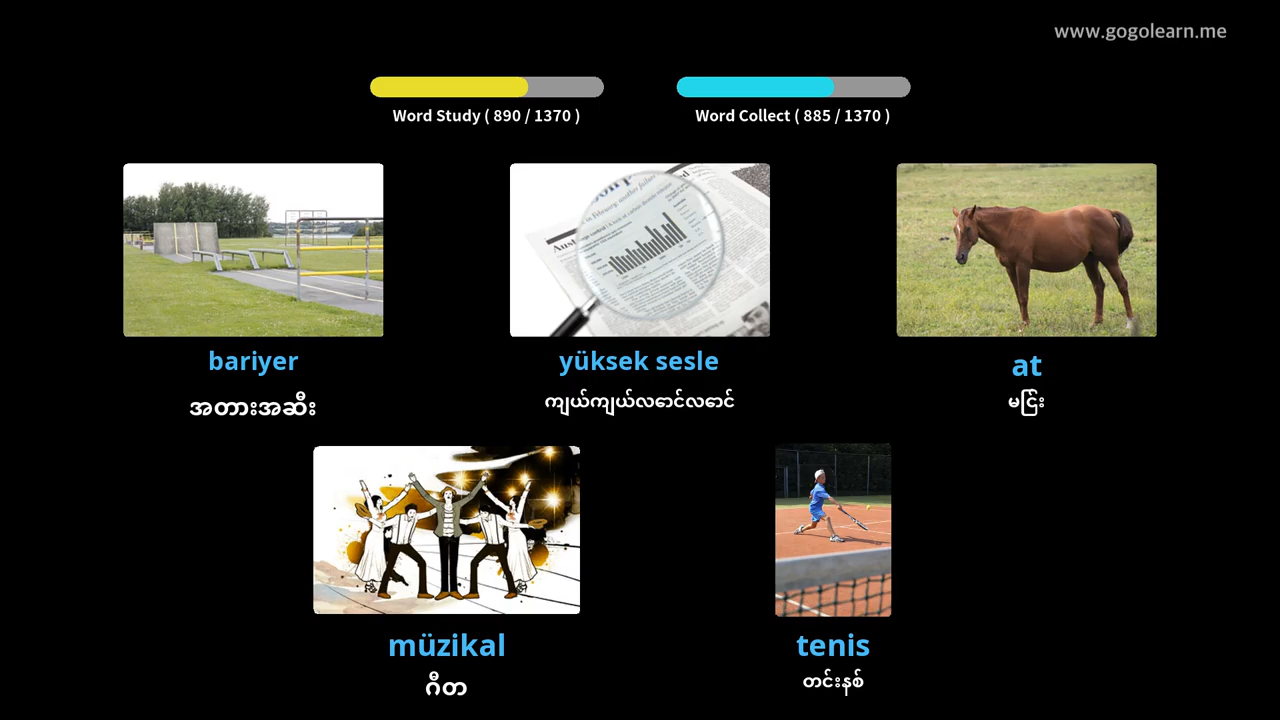 www.gogolearn.me
Word Study ( 890 / 1370 )
Word Collect ( 885 / 1370 )
bariyer
အတားအဆီး
yüksek sesle
ကျယ်ကျယ်လောင်လောင်
at
မြင်း
müzikal
ဂီတ
tenis
တင်းနစ်